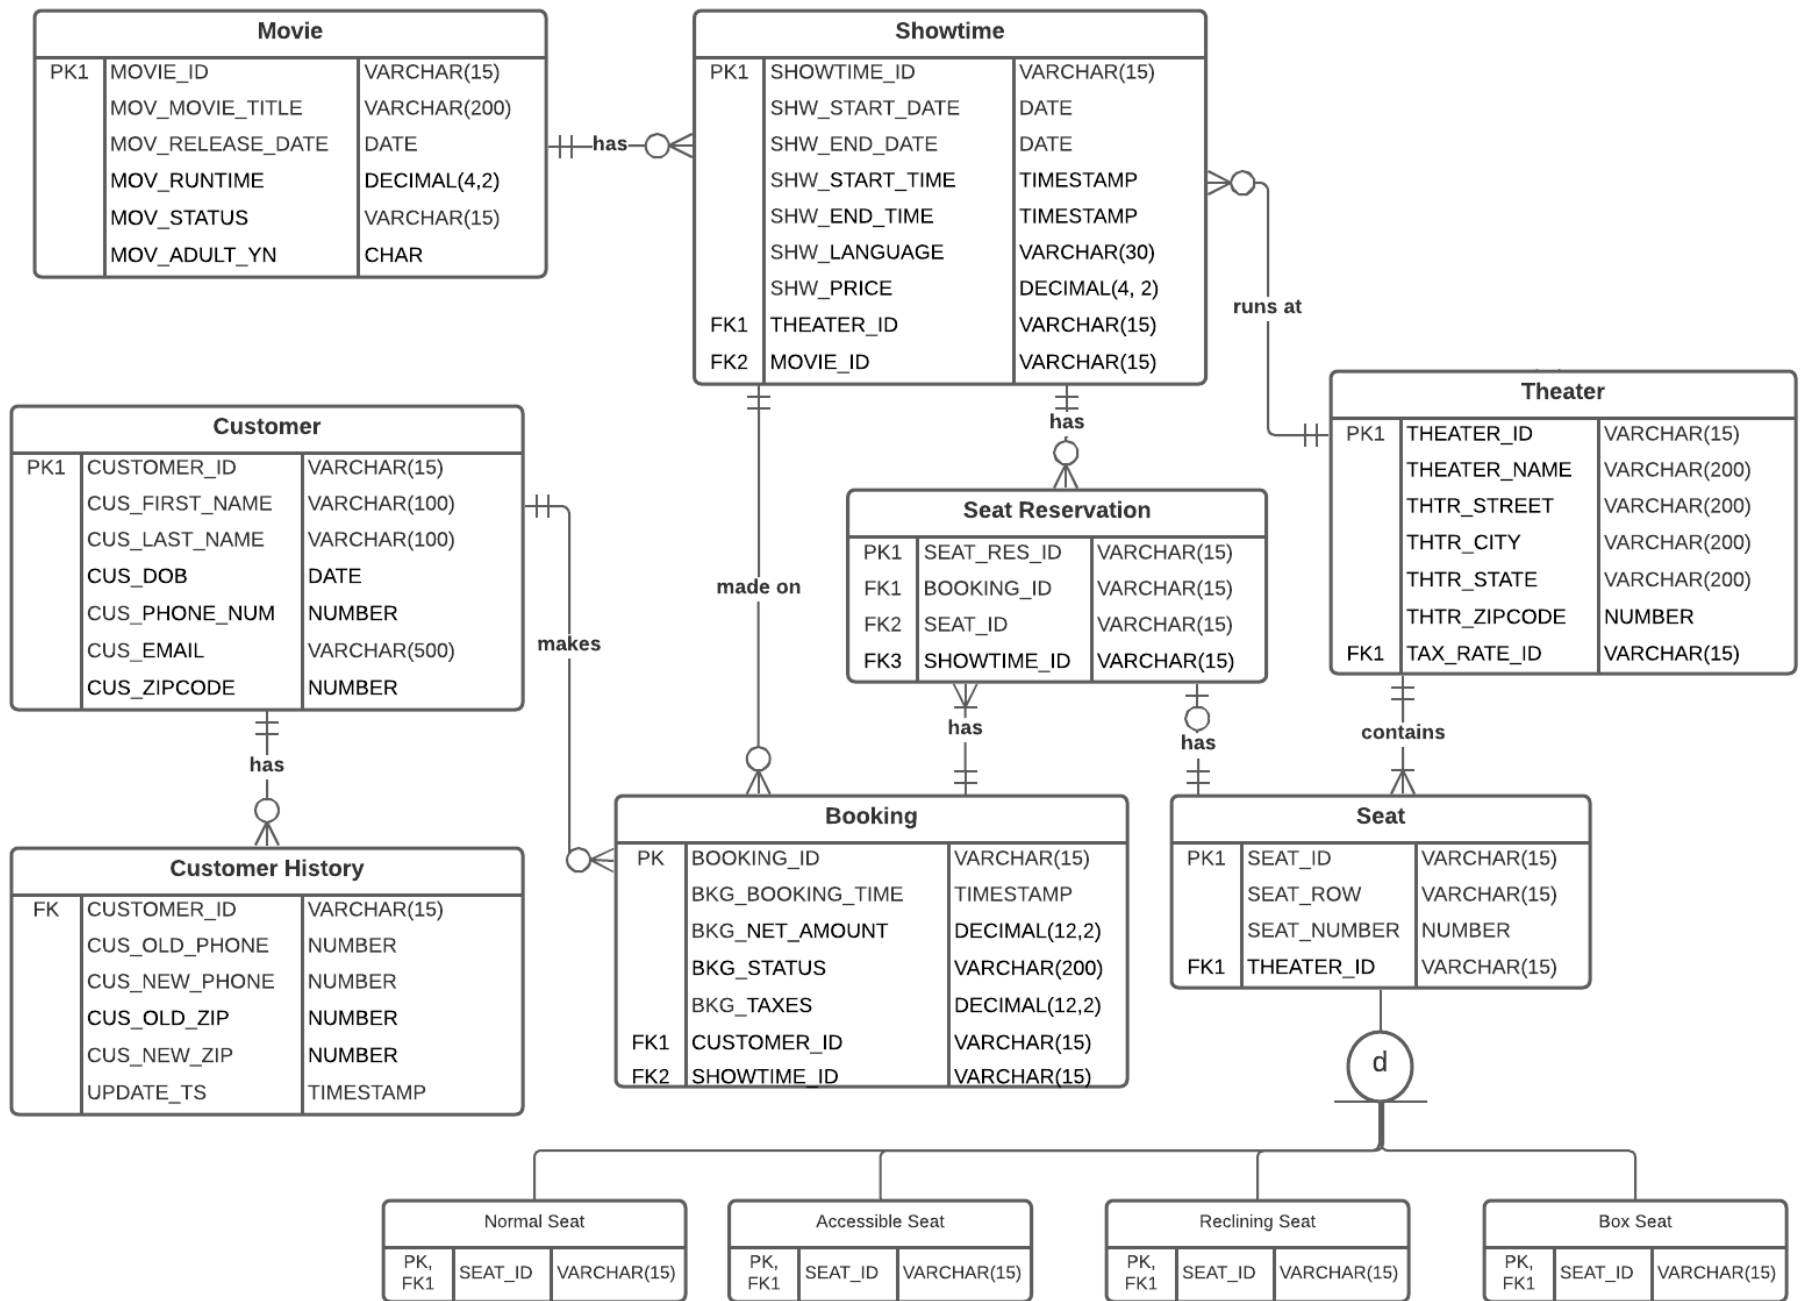 Movie
PK1 MOVIE_ID VARCHAR(15)
MOV_MOVIE_TITLE VARCHAR(200)
MOV_RELEASE_DATE DATE
MOV_RUNTIME DECIMAL(4,2)
MOV_STATUS VARCHAR(15)
MOV_ADULT_YN CHAR
has
Showtime
PK1 SHOWTIME_ID VARCHAR(15)
SHW_START_DATE DATE
SHW_END_DATE DATE
SHW_START_TIME TIMESTAMP
SHW_END_TIME TIMESTAMP
SHW_LANGUAGE VARCHAR(30)
SHW_PRICE DECIMAL(4, 2)
FK1 THEATER_ID VARCHAR(15)
FK2 MOVIE_ID VARCHAR(15)
runs at
Theater
PK1 THEATER_ID VARCHAR(15)
THEATER_NAME VARCHAR(200)
THTR_STREET VARCHAR(200)
THTR_CITY VARCHAR(200)
THTR_STATE VARCHAR(200)
THTR_ZIPCODE NUMBER
FK1 TAX_RATE_ID VARCHAR(15)
Customer
PK1 CUSTOMER_ID VARCHAR(15)
CUS_FIRST_NAME VARCHAR(100)
CUS_LAST_NAME VARCHAR(100)
CUS_DOB DATE
CUS_PHONE_NUM NUMBER
CUS_EMAIL VARCHAR(500)
CUS_ZIPCODE NUMBER
makes
made on
has
Seat Reservation
PK1 SEAT_RES_ID VARCHAR(15)
FK1 BOOKING_ID VARCHAR(15)
FK2 SEAT_ID VARCHAR(15)
FK3 SHOWTIME_ID VARCHAR(15)
has
has
has
contains
Customer History
FK CUSTOMER_ID VARCHAR(15)
CUS_OLD_PHONE NUMBER
CUS_NEW_PHONE NUMBER
CUS_OLD_ZIP NUMBER
CUS_NEW_ZIP NUMBER
UPDATE_TS TIMESTAMP
Booking
PK BOOKING_ID VARCHAR(15)
BKG_BOOKING_TIME TIMESTAMP
BKG_NET_AMOUNT DECIMAL(12,2)
BKG_STATUS VARCHAR(200)
BKG_TAXES DECIMAL(12,2)
FK1 CUSTOMER_ID VARCHAR(15)
FK2 SHOWTIME_ID VARCHAR(15)
Seat
PK1 SEAT_ID VARCHAR(15)
SEAT_ROW VARCHAR(15)
SEAT_NUMBER NUMBER
FK1 THEATER_ID VARCHAR(15)
d
Normal Seat
PK, FK1 SEAT_ID VARCHAR(15)
Accessible Seat
PK, FK1 SEAT_ID VARCHAR(15)
Reclining Seat
PK, FK1 SEAT_ID VARCHAR(15)
Box Seat
PK, FK1 SEAT_ID VARCHAR(15)